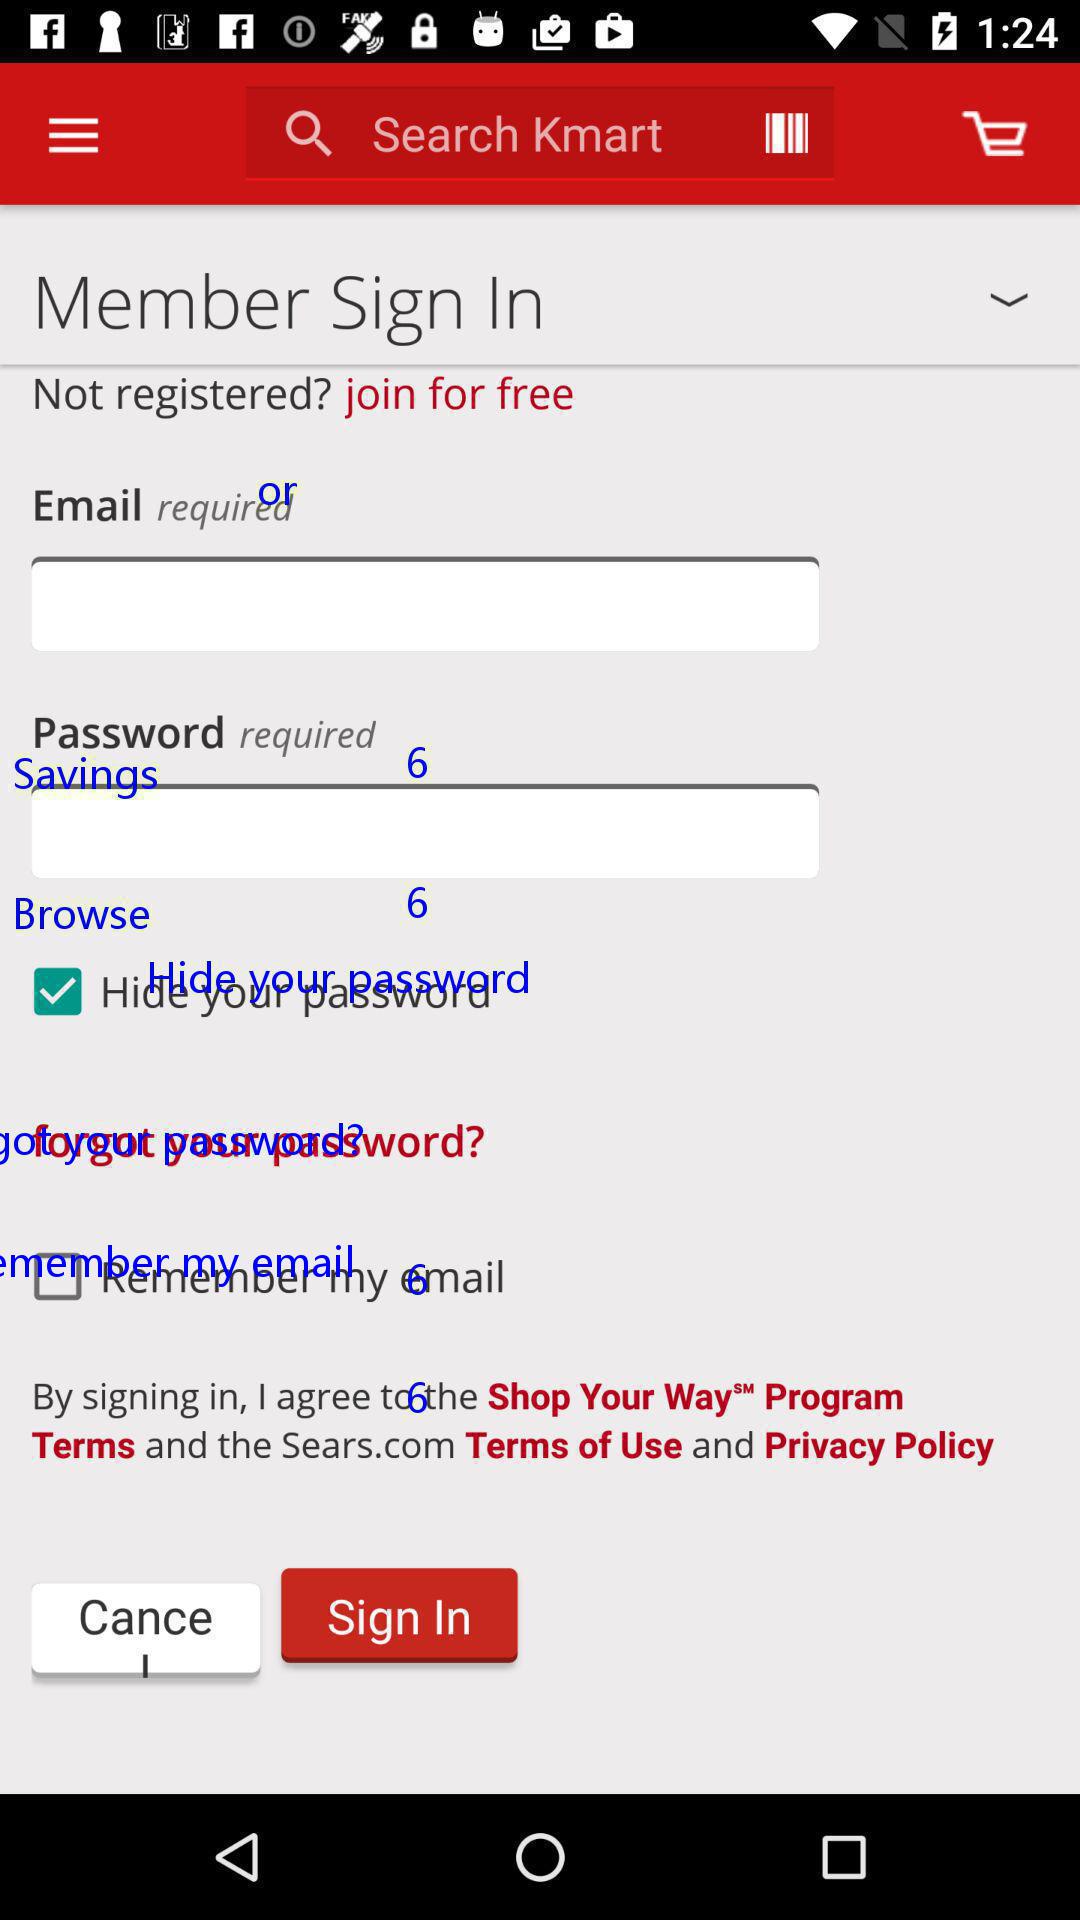 FAKE
1:24
Search Kmart
Member Sign In
Not registered? join for free
or
Email required
Password required
6
Savings
6
Browse
Hide your password
Hide your password
got your password?
forgot your password?
emember my email
Remember my email
6
By signing in, I agree to the Shop Your Way℠ Program
6
Terms and the Sears.com Terms of Use and Privacy Policy
Cance
l
Sign In